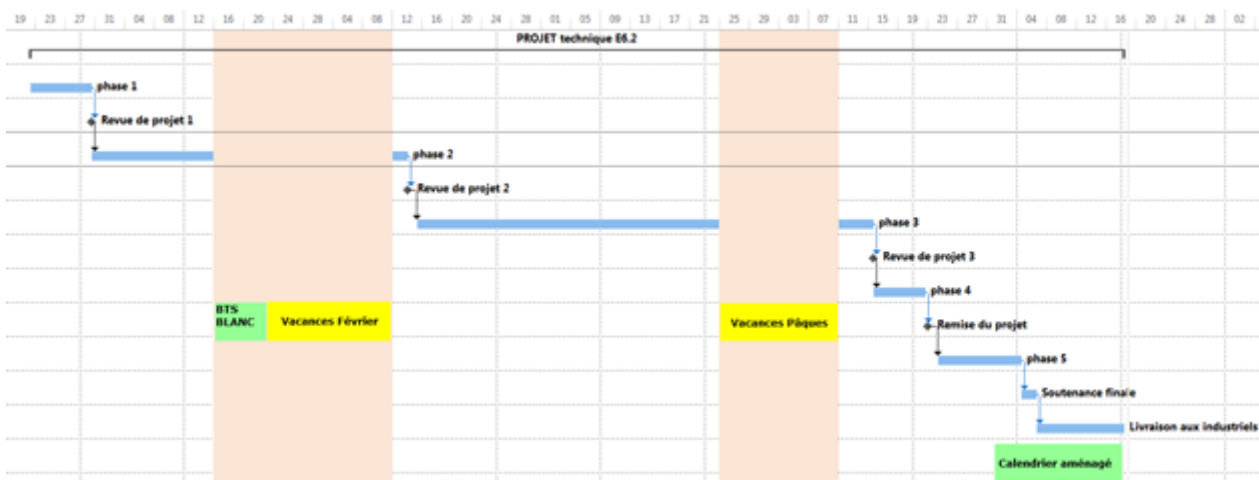 19 23 27 31 04 08 12 16 20 24 28 04 08 12 16 20 24 28 01 05 09 13 17 21 25 29 03 07 11 15 19 23 27 31 04 08 12 16 20 24 28 02
PROJET technique E6.2
phase 1
Revue de projet 1
phase 2
Revue de projet 2
phase 3
Revue de projet 3
phase 4
BTS
BLANC
Vacances Février
Vacances Pâques
Remise du projet
phase 5
Soutenance finale
Livraison aux industriels
Calendrier aménagé